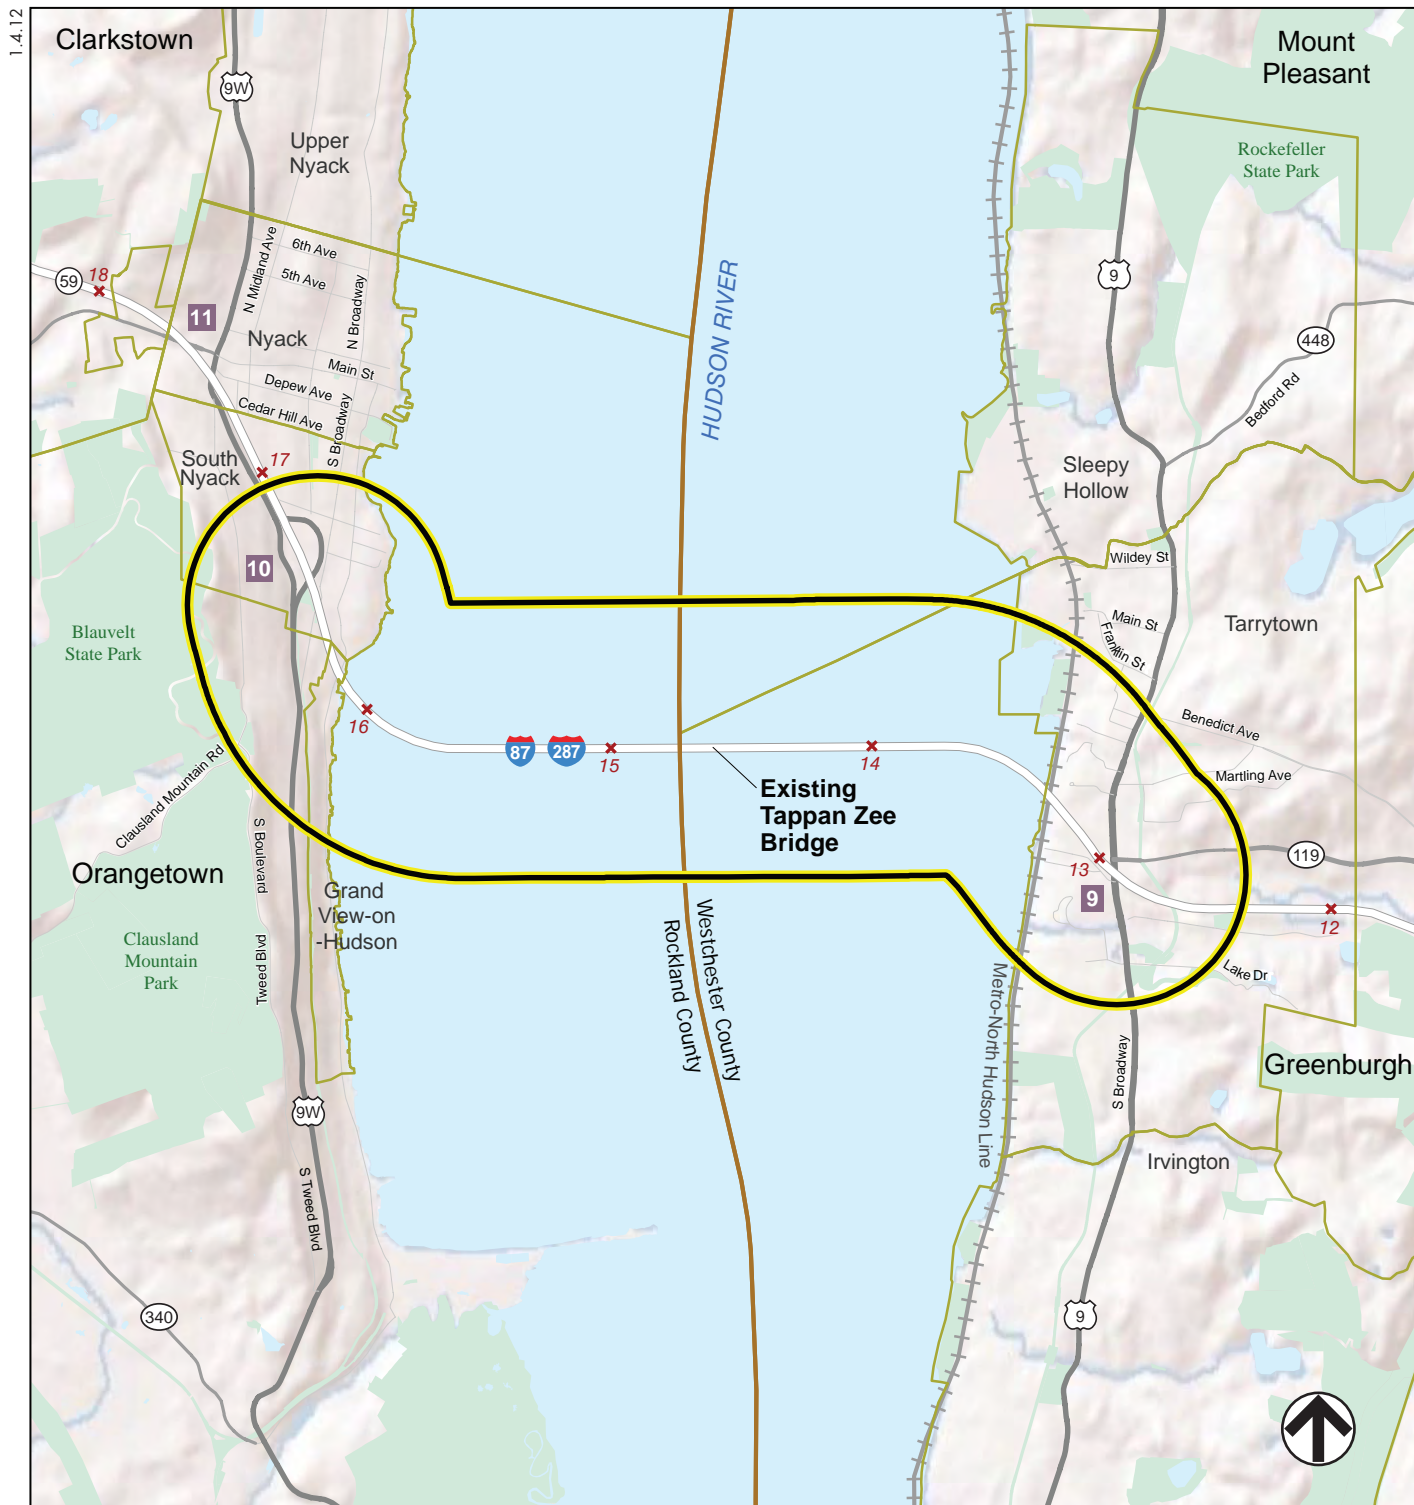 1.4.12
Clarkstown
Mount
Pleasant
9W
Upper
Nyack
Rockefeller
State Park
6th Ave
5th Ave
N Midland Ave
N Broadway
HUDSON RIVER
9
59
18
11
Nyack
Main St
Depew Ave
Cedar Hill Ave
S Broadway
448
Bedford Rd
South
Nyack
17
Sleepy
Hollow
10
Wildey St
Main St
Franklin St
Tarrytown
Blauvelt
State Park
16
87
287
15
14
Benedict Ave
Martling Ave
Existing
Tappan Zee
Bridge
Clausland Mountain Rd
S Boulevard
Orangetown
119
13
9
12
Grand
View-on
-Hudson
Westchester County
Rockland County
Clausland
Mountain
Park
Tweed Blvd
Lake Dr
Metro-North Hudson Line
S Broadway
Greenburgh
9W
S Tweed Blvd
Irvington
340
9